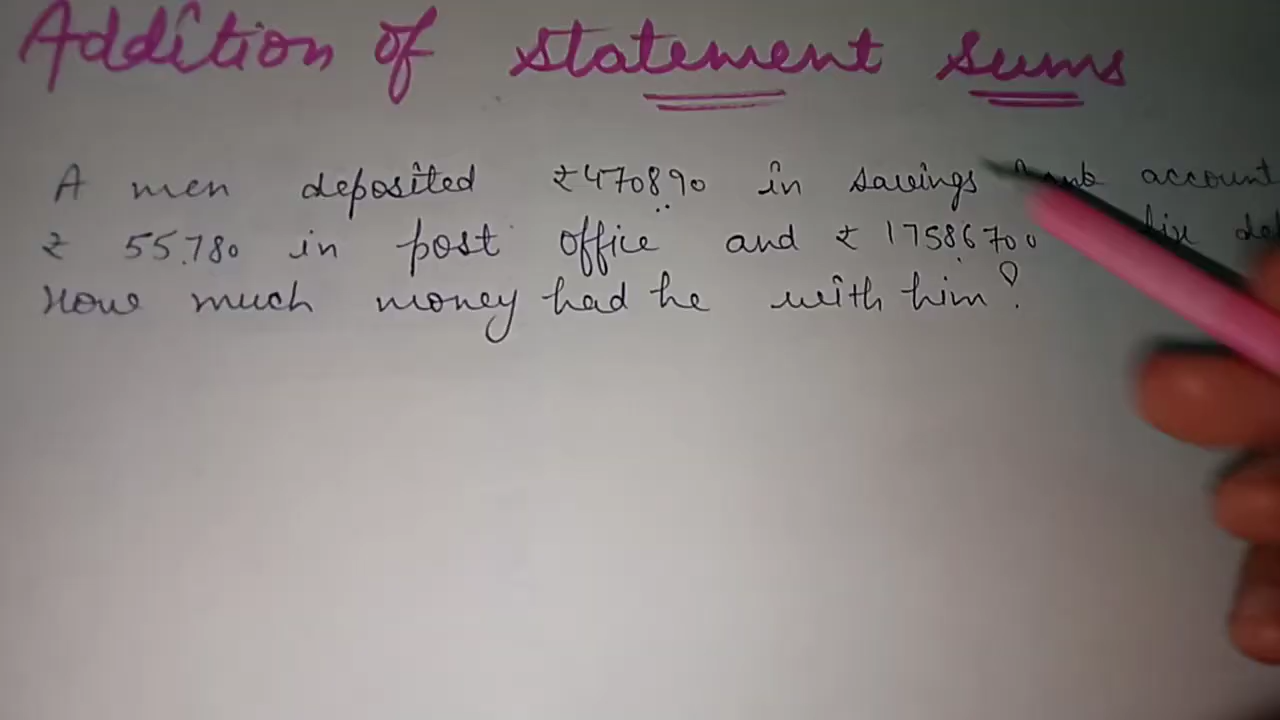 Addition of statement sums
A men deposited ₹470890 in savings account
₹ 55780 in post office and ₹ 17586700
How much money had he with him?